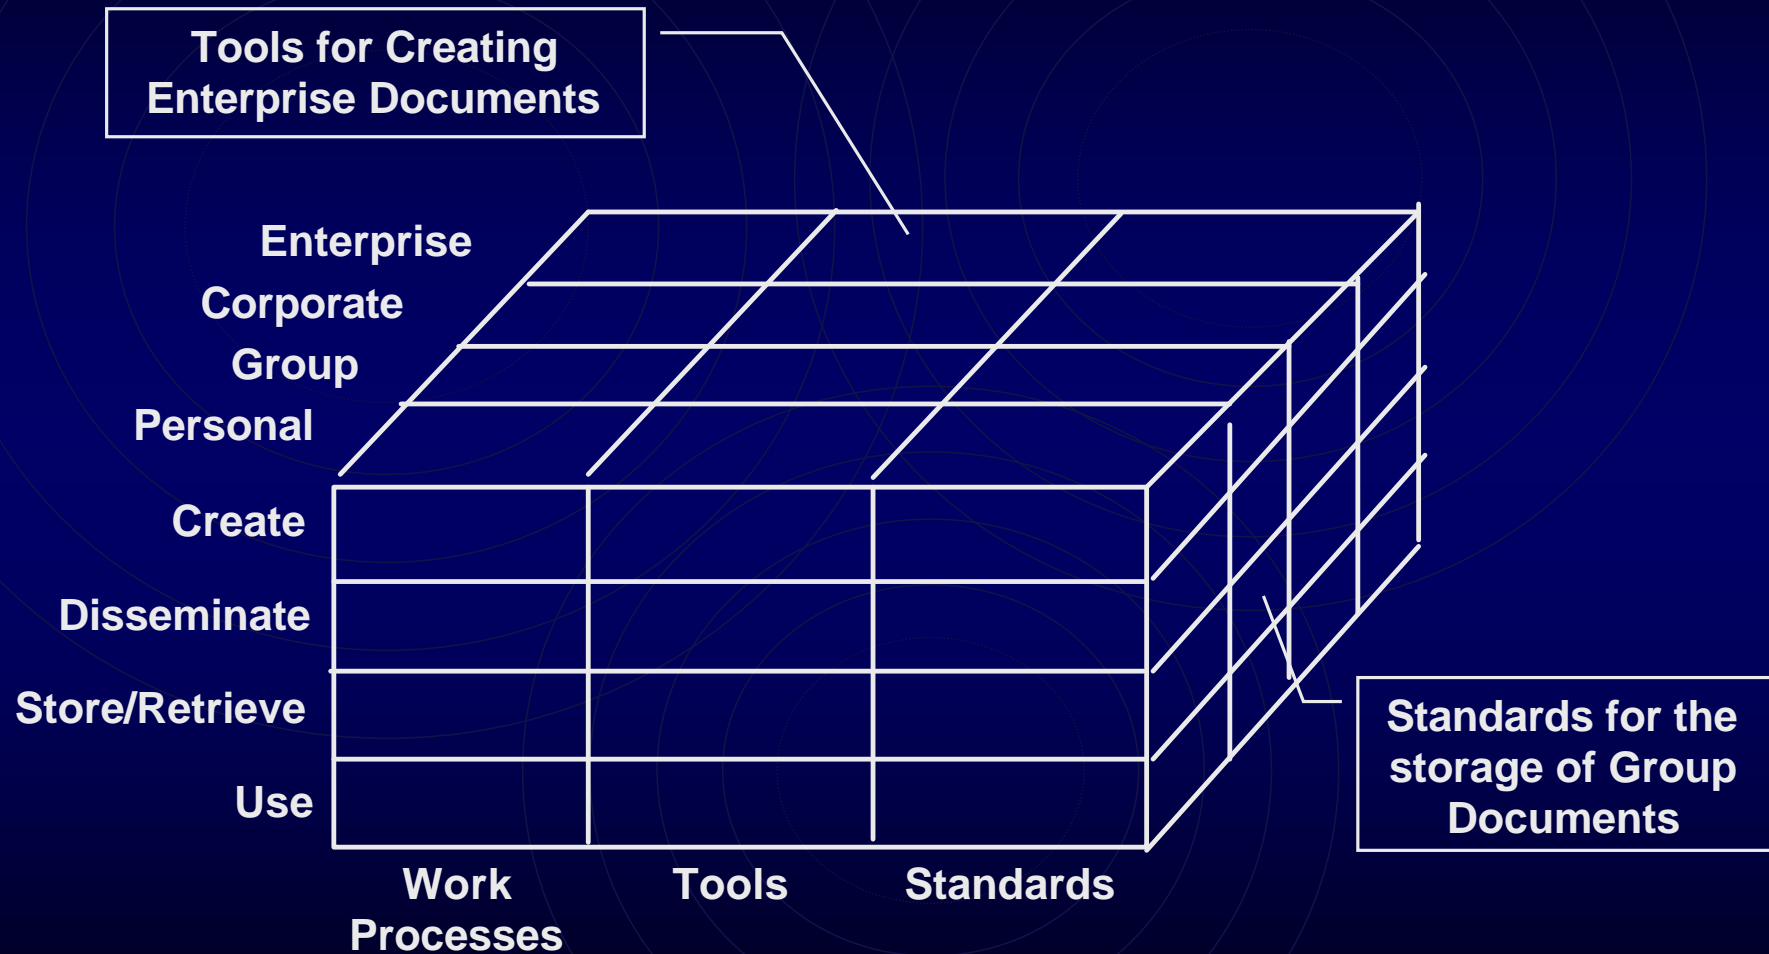 Tools for Creating
Enterprise Documents
Enterprise
Corporate
Group
Personal
Create
Disseminate
Store/Retrieve
Use
Work
Processes
Tools
Standards
Standards for the
storage of Group
Documents